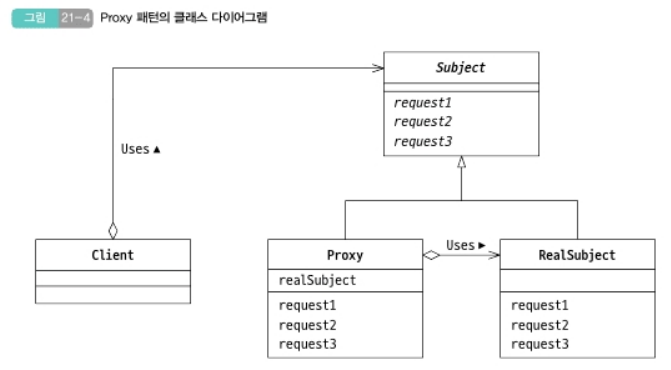 그림 21-4 Proxy 패턴의 클래스 다이어그램
Subject
request1
request2
request3
Uses ▲
Client
Proxy
realSubject
request1
request2
request3
Uses ▶
RealSubject
request1
request2
request3